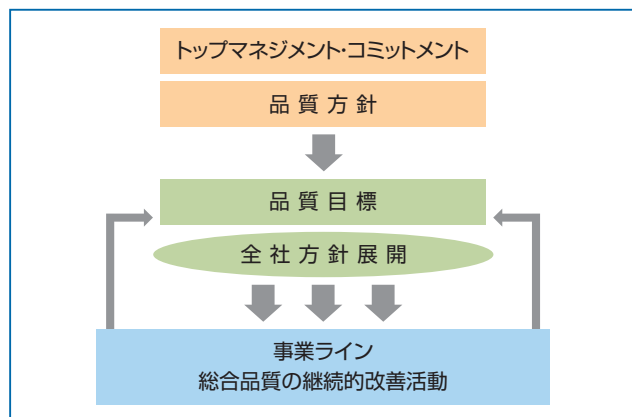 トップマネジメント･コミットメント
品質方針
品質目標
全社方針展開
事業ライン
総合品質の継続的改善活動